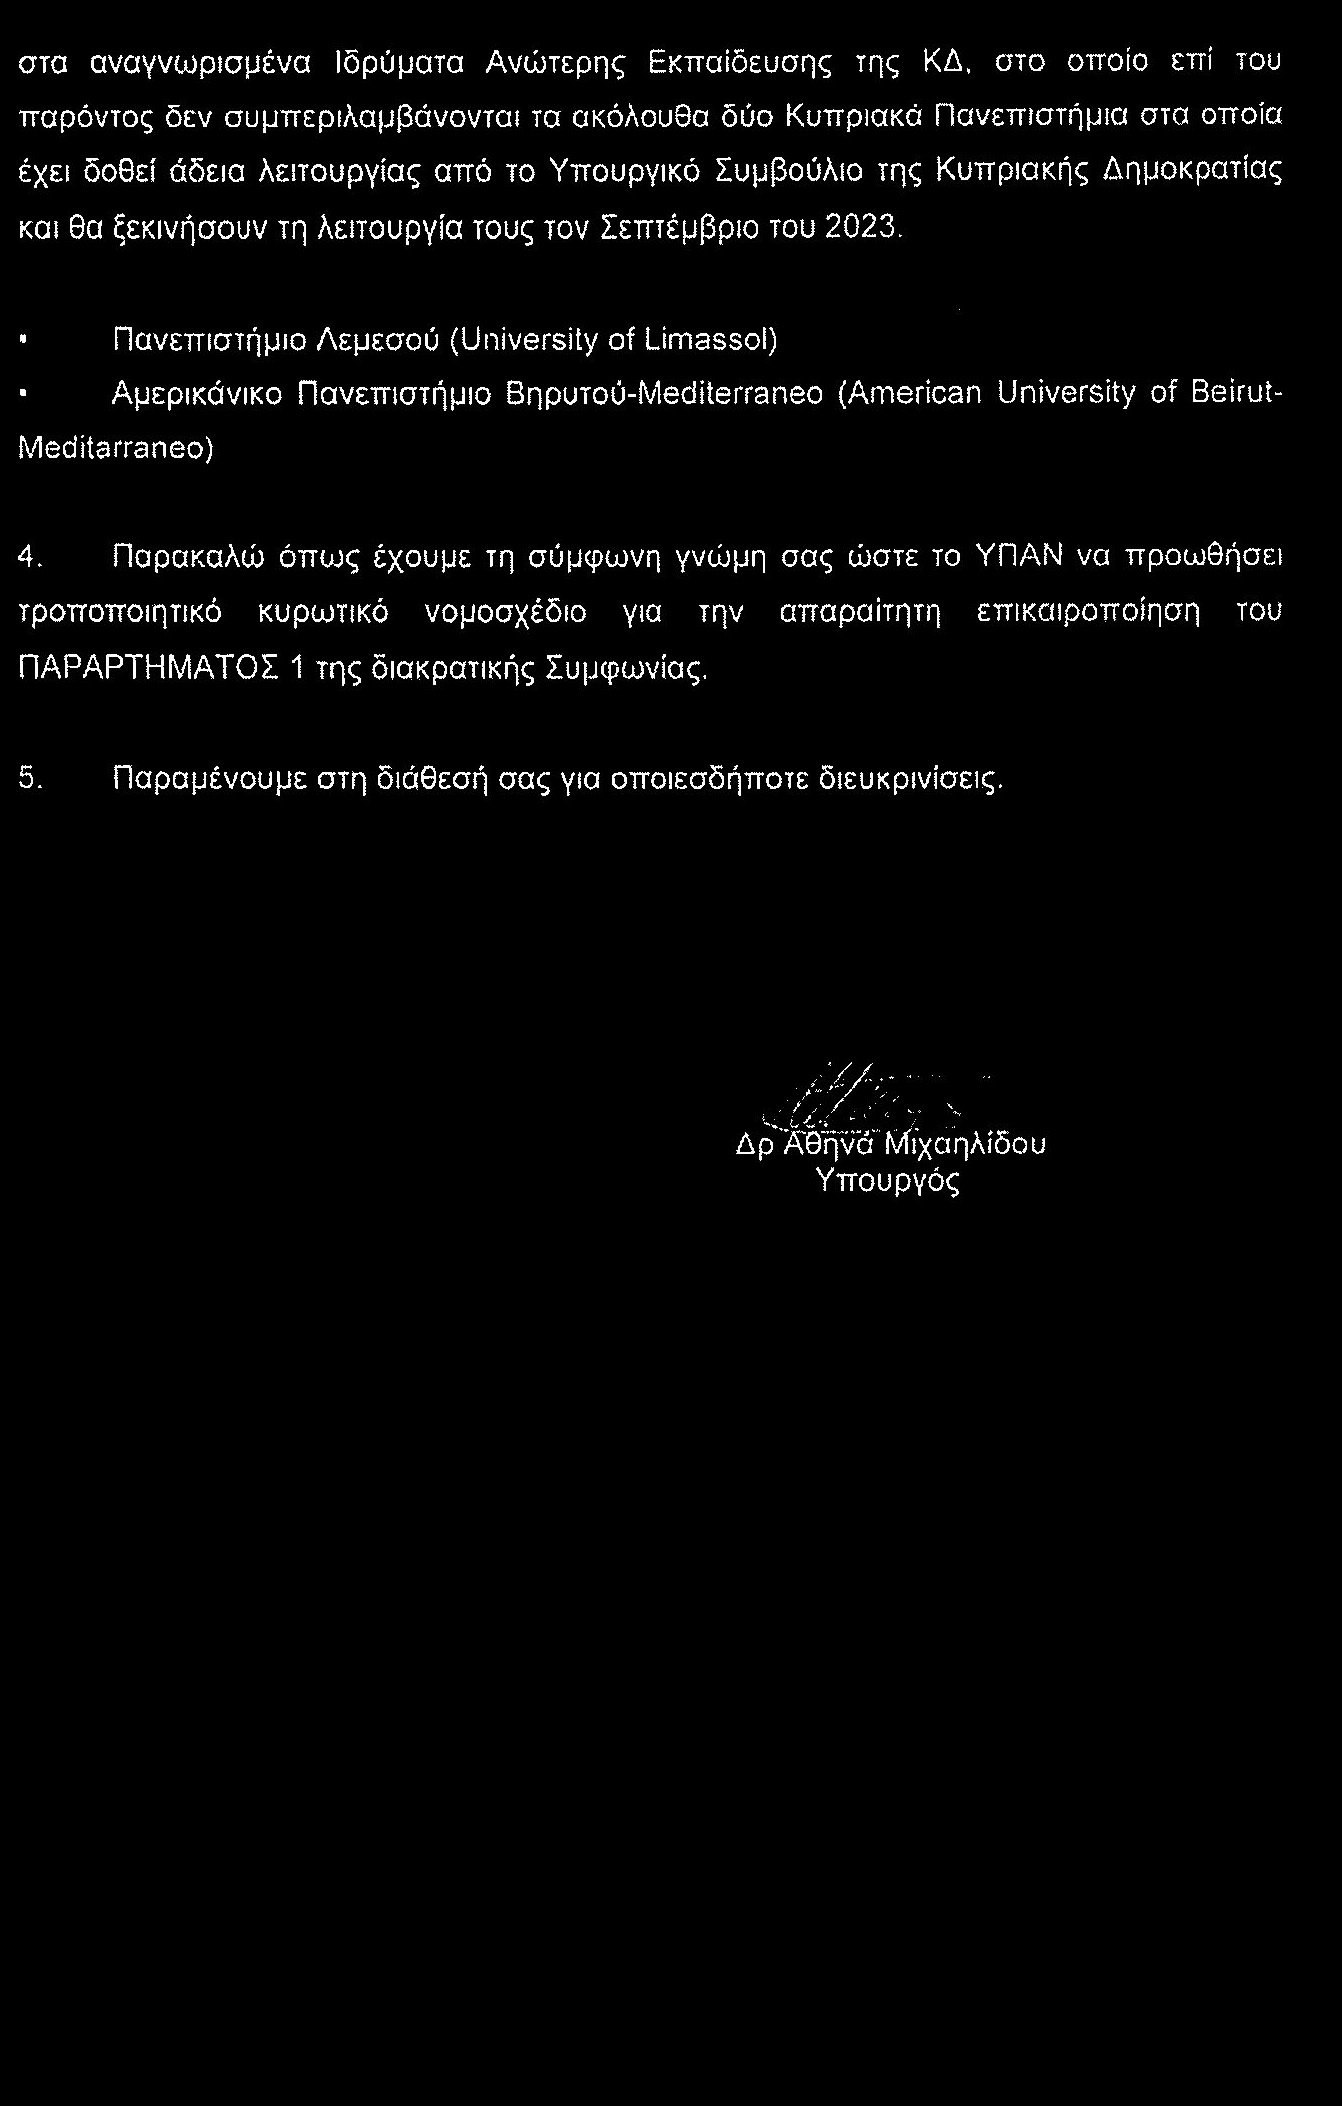 στα αναγνωρισμένα Ιδρύματα Ανώτερης Εκπαίδευσης της ΚΔ, στο οποίο επί του
παρόντος δεν συμπεριλαμβάνονται τα ακόλουθα δύο Κυπριακά Πανεπιστήμια στα οποία
έχει δοθεί άδεια λειτουργίας από το Υπουργικό Συμβούλιο της Κυπριακής Δημοκρατίας
και θα ξεκινήσουν τη λειτουργία τους τον Σεπτέμβριο του 2023.
▪ Πανεπιστήμιο Λεμεσού (University of Limassol)
▪ Αμερικάνικο Πανεπιστήμιο Βηρυτού-Mediterraneo (American University of Beirut-
Meditarraneo)
4. Παρακαλώ όπως έχουμε τη σύμφωνη γνώμη σας ώστε το ΥΠΑΝ να προωθήσει
τροποποιητικό κυρωτικό νομοσχέδιο για την απαραίτητη επικαιροποίηση του
ΠΑΡΑΡΤΗΜΑΤΟΣ 1 της διακρατικής Συμφωνίας.
5. Παραμένουμε στη διάθεσή σας για οποιεσδήποτε διευκρινίσεις.
Δρ Αθηνά Μιχαηλίδου
Υπουργός